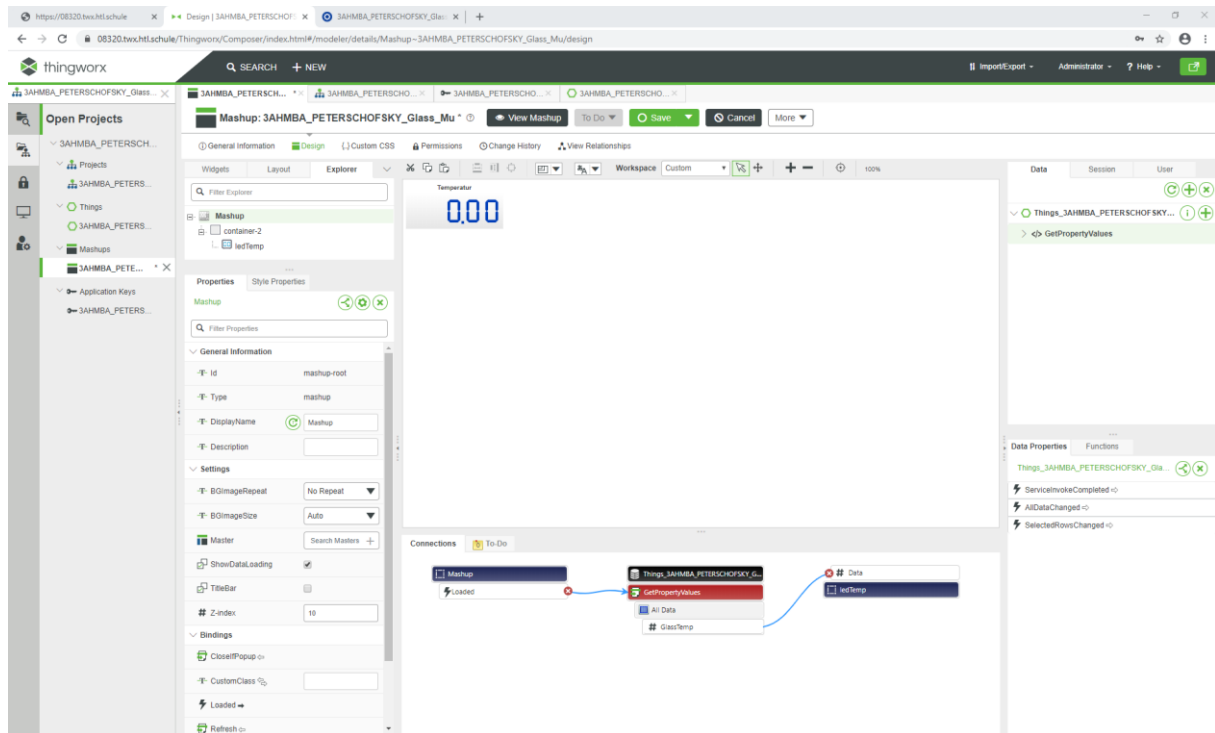 https://08320.twx.htl.schule
Design | 3AHMBA_PETERSCHOFS
3AHMBA_PETERSCHOFSKY_Glas
08320.twx.htl.schule/Thingworx/Composer/index.html#/modeler/details/Mashup~3AHMBA_PETERSCHOFSKY_Glass_Mu/design
thingworx
SEARCH
NEW
Import/Export
Administrator
Help
3AHMBA_PETERSCHOFSKY_Glass...
3AHMBA_PETERSCH... *
3AHMBA_PETERSCHO...
3AHMBA_PETERSCHO...
3AHMBA_PETERSCHO...
Open Projects
Mashup: 3AHMBA_PETERSCHOFSKY_Glass_Mu *
View Mashup
To Do
Save
Cancel
More
General Information
Design
Custom CSS
Permissions
Change History
View Relationships
3AHMBA_PETERSCH...
Projects
3AHMBA_PETERS...
Things
3AHMBA_PETERS...
Mashups
3AHMBA_PETE... *
Application Keys
3AHMBA_PETERS...
Widgets
Layout
Explorer
Filter Explorer
Mashup
container-2
ledTemp
Properties
Style Properties
Mashup
Filter Properties
General Information
Id
mashup-root
Type
mashup
DisplayName
Mashup
Description
Settings
BGImageRepeat
No Repeat
BGImageSize
Auto
Master
Search Masters
ShowDataLoading
TitleBar
Z-index
10
Bindings
CloseIfPopup
CustomClass
Loaded
Refresh
Workspace
Custom
100%
Temperatur
0.00
Connections
To-Do
Mashup
Loaded
Things_3AHMBA_PETERSCHOFSKY_G...
GetPropertyValues
All Data
GlassTemp
Data
ledTemp
Data
Session
User
Things_3AHMBA_PETERSCHOFSKY...
GetPropertyValues
Data Properties
Functions
Things_3AHMBA_PETERSCHOFSKY_Gla...
ServiceInvokeCompleted
AllDataChanged
SelectedRowsChanged